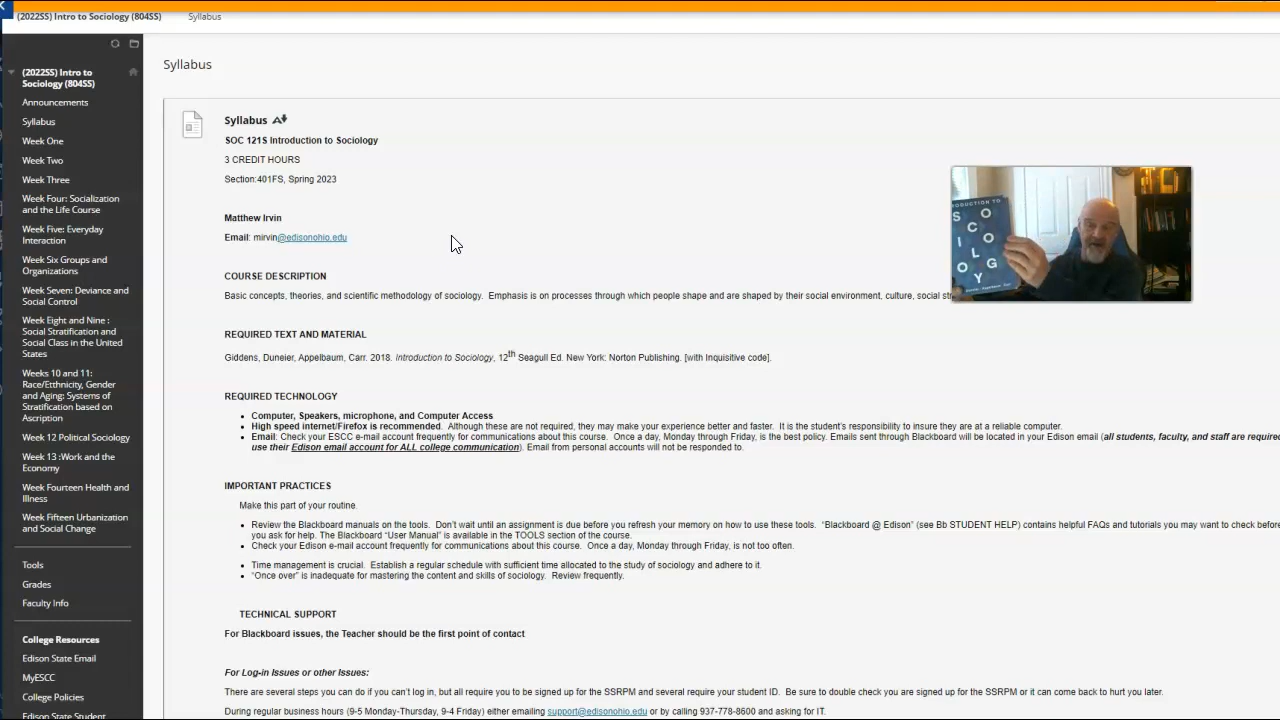 (2022SS) Intro to Sociology (804SS)
Syllabus
(2022SS) Intro to
Sociology (804SS)
Announcements
Syllabus
Week One
Week Two
Week Three
Week Four: Socialization
and the Life Course
Week Five: Everyday
Interaction
Week Six Groups and
Organizations
Week Seven: Deviance and
Social Control
Week Eight and Nine :
Social Stratification and
Social Class in the United
States
Weeks 10 and 11:
Race/Etthnicity, Gender
and Aging: Systems of
Stratification based on
Ascription
Week 12 Political Sociology
Week 13 :Work and the
Economy
Week Fourteen Health and
Illness
Week Fifteen Urbanization
and Social Change
Tools
Grades
Faculty Info
College Resources
Edison State Email
MyESCC
College Policies
Edison State Student
Syllabus
Syllabus
SOC 121S Introduction to Sociology
3 CREDIT HOURS
Section:401FS, Spring 2023
Matthew Irvin
Email: mirvin@edisonohio.edu
COURSE DESCRIPTION
Basic concepts, theories, and scientific methodology of sociology. Emphasis is on processes through which people shape and are shaped by their social environment, culture, social st
REQUIRED TEXT AND MATERIAL
Giddens, Duneier, Appelbaum, Carr. 2018. Introduction to Sociology, 12th Seagull Ed. New York: Norton Publishing. [with Inquisitive code].
REQUIRED TECHNOLOGY
• Computer, Speakers, microphone, and Computer Access
• High speed internet/Firefox is recommended. Although these are not required, they may make your experience better and faster. It is the student's responsibility to insure they are at a reliable computer.
• Email: Check your ESCC e-mail account frequently for communications about this course. Once a day, Monday through Friday, is the best policy. Emails sent through Blackboard will be located in your Edison email (all students, faculty, and staff are required
use their Edison email account for ALL college communication). Email from personal accounts will not be responded to.
IMPORTANT PRACTICES
Make this part of your routine.
• Review the Blackboard manuals on the tools. Don't wait until an assignment is due before you refresh your memory on how to use these tools. "Blackboard @ Edison" (see Bb STUDENT HELP) contains helpful FAQs and tutorials you may want to check before
you ask for help. The Blackboard "User Manual" is available in the TOOLS section of the course.
• Check your Edison e-mail account frequently for communications about this course. Once a day, Monday through Friday, is not too often.
• Time management is crucial. Establish a regular schedule with sufficient time allocated to the study of sociology and adhere to it.
• "Once over" is inadequate for mastering the content and skills of sociology. Review frequently.
TECHNICAL SUPPORT
For Blackboard issues, the Teacher should be the first point of contact
For Log-in Issues or other Issues:
There are several steps you can do if you can't log in, but all require you to be signed up for the SSRPM and several require your student ID. Be sure to double check you are signed up for the SSRPM or it can come back to hurt you later.
During regular business hours (9-5 Monday-Thursday, 9-4 Friday) either emailing support@edisonohio.edu or by calling 937-778-8600 and asking for IT.
TRODUCTION TO
SOCIOLOGY